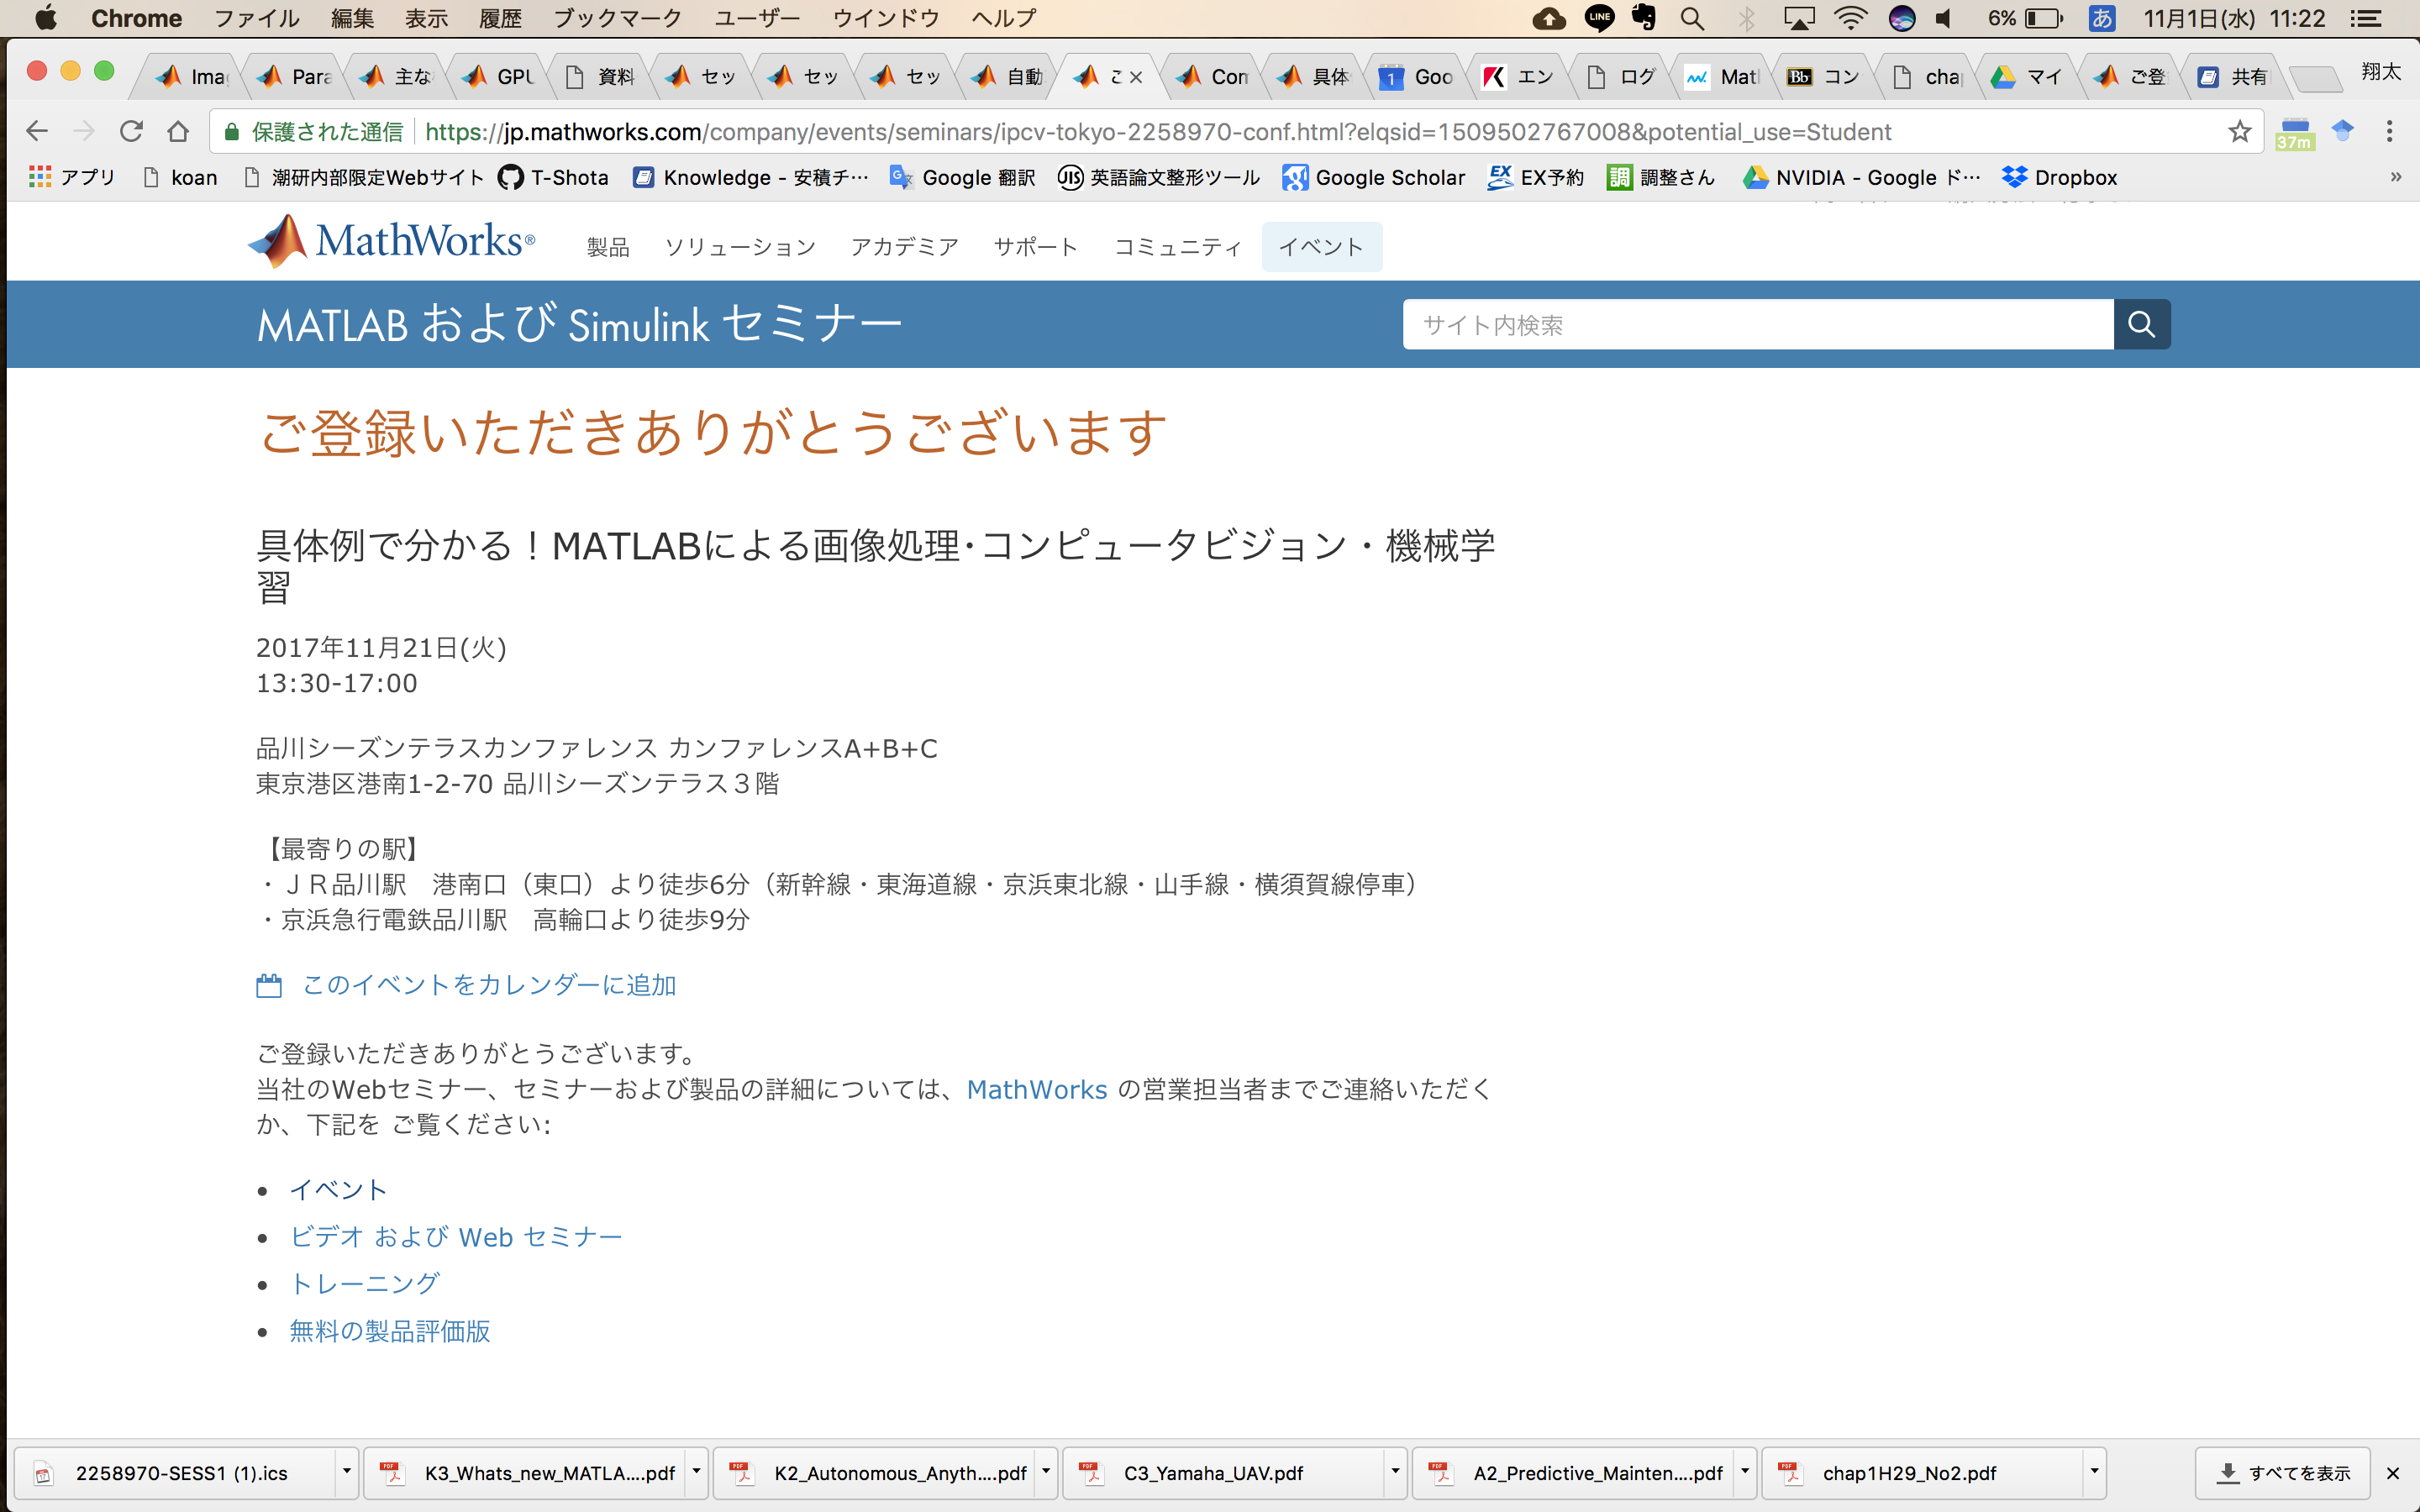 Chrome ファイル 編集 表示 履歴 ブックマーク ユーザー ウインドウ ヘルプ LINE 6% あ 11月1日(水) 11:22
Ima Para 主な GPU 資料 セッ セッ セッ 自動 Con 具体 1 Goo エン ログ Matl Bb コン cha マイ ご登 共有 翔太
保護された通信 https://jp.mathworks.com/company/events/seminars/ipcv-tokyo-2258970-conf.html?elqsid=1509502767008&potential_use=Student 37m
アプリ koan 潮研内部限定Webサイト T-Shota Knowledge - 安積チ… Google 翻訳 JIS 英語論文整形ツール Google Scholar EX EX予約 調 調整さん NVIDIA - Google ド… Dropbox »
MathWorks® 製品 ソリューション アカデミア サポート コミュニティ イベント
MATLAB および Simulink セミナー サイト内検索
ご登録いただきありがとうございます
具体例で分かる！MATLABによる画像処理･コンピュータビジョン・機械学
習
2017年11月21日(火)
13:30-17:00
品川シーズンテラスカンファレンス カンファレンスA+B+C
東京港区港南1-2-70 品川シーズンテラス３階
【最寄りの駅】
・ＪＲ品川駅　港南口（東口）より徒歩6分（新幹線・東海道線・京浜東北線・山手線・横須賀線停車）
・京浜急行電鉄品川駅　高輪口より徒歩9分
このイベントをカレンダーに追加
ご登録いただきありがとうございます。
当社のWebセミナー、セミナーおよび製品の詳細については、MathWorks の営業担当者までご連絡いただく
か、下記を ご覧ください:
• イベント
• ビデオ および Web セミナー
• トレーニング
• 無料の製品評価版
2258970-SESS1 (1).ics K3_Whats_new_MATLA....pdf K2_Autonomous_Anyth....pdf C3_Yamaha_UAV.pdf A2_Predictive_Mainten....pdf chap1H29_No2.pdf すべてを表示